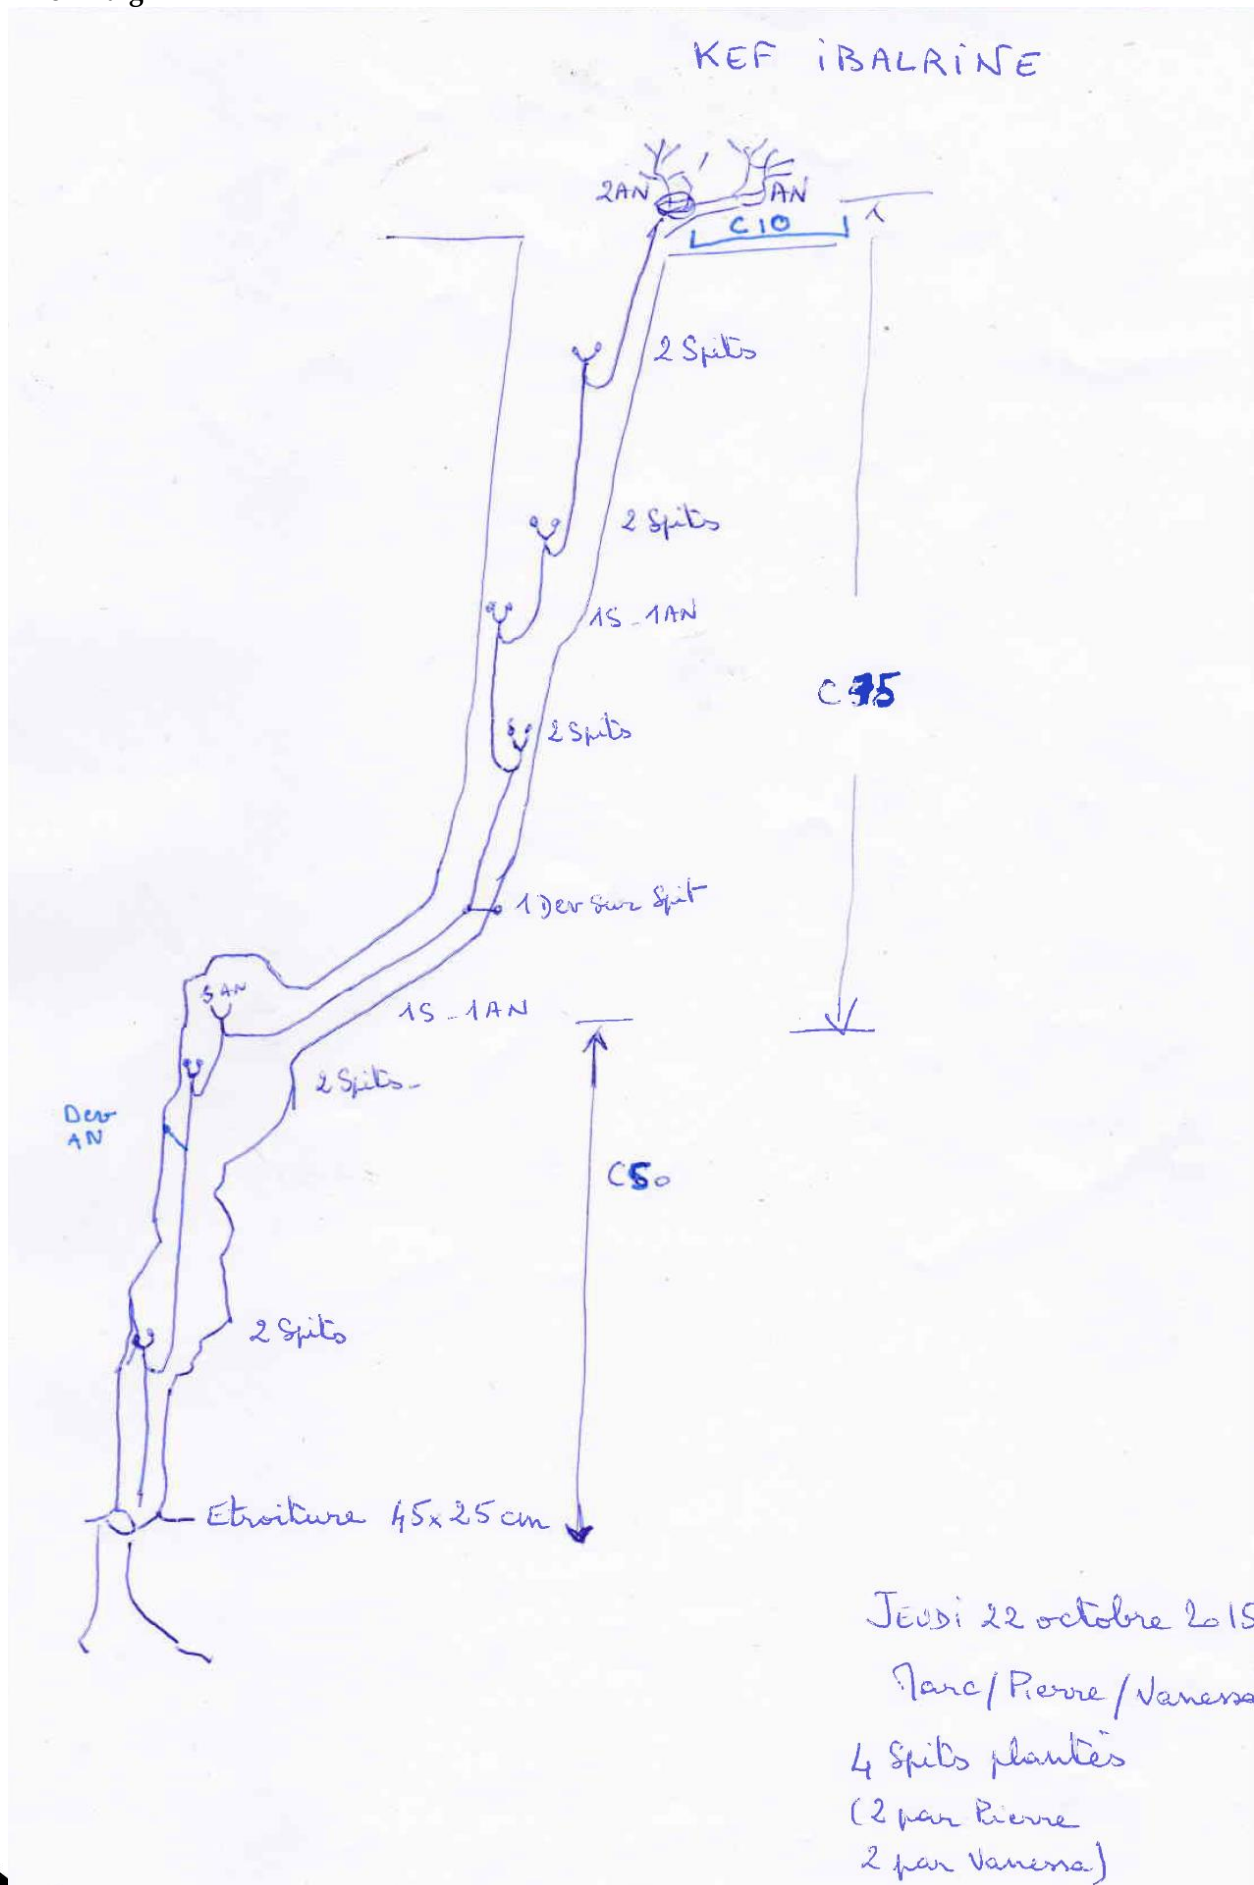 KEF iBALRiNE
2AN
AN
C10
2 Spits
2 Spits
1S_1AN
C 75
2 Spits
1 Dev sur Spit
S AN
1S_1AN
2 Spits_
Dev
AN
C50
2 Spits
Etroiture 45x25 cm
JEUDi 22 octobre 2015
Marc/Pierre/Vanessa
4 Spits plantés
(2 par Pierre
2 par Vanessa)